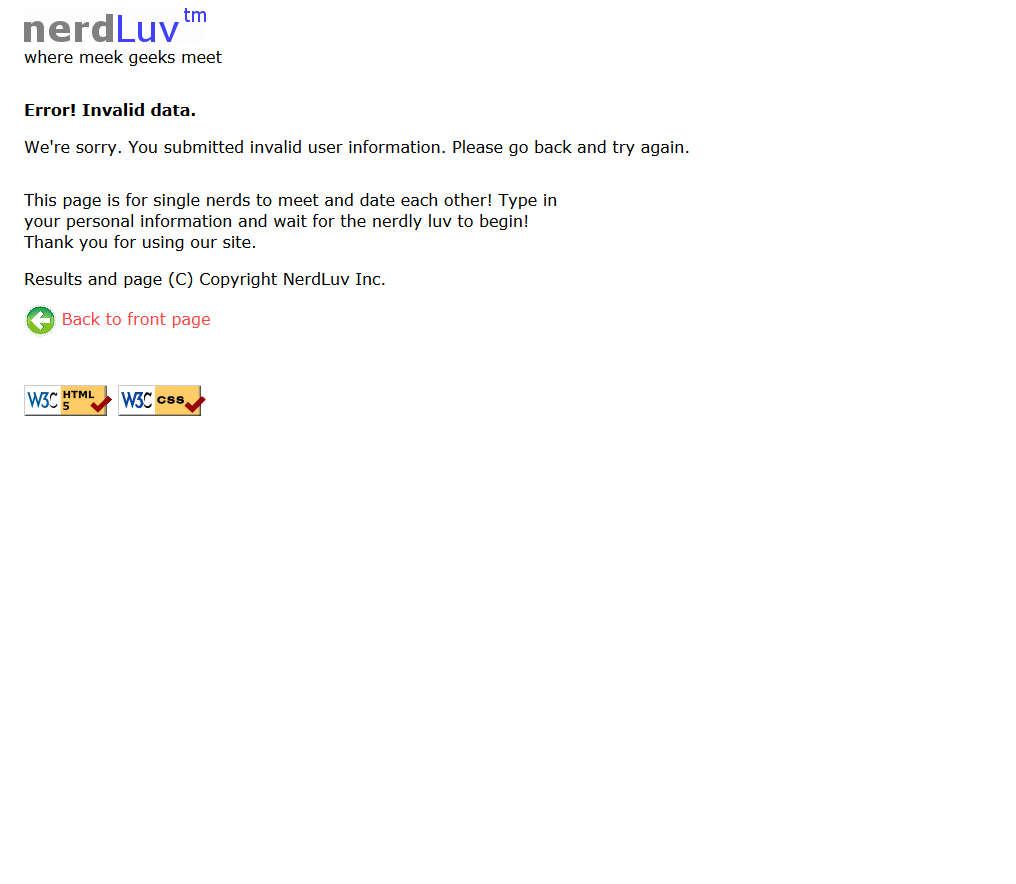 nerdLuv tm
where meek geeks meet
Error! Invalid data.
We're sorry. You submitted invalid user information. Please go back and try again.
This page is for single nerds to meet and date each other! Type in
your personal information and wait for the nerdly luv to begin!
Thank you for using our site.
Results and page (C) Copyright NerdLuv Inc.
Back to front page
W3C HTML 5 W3C CSS